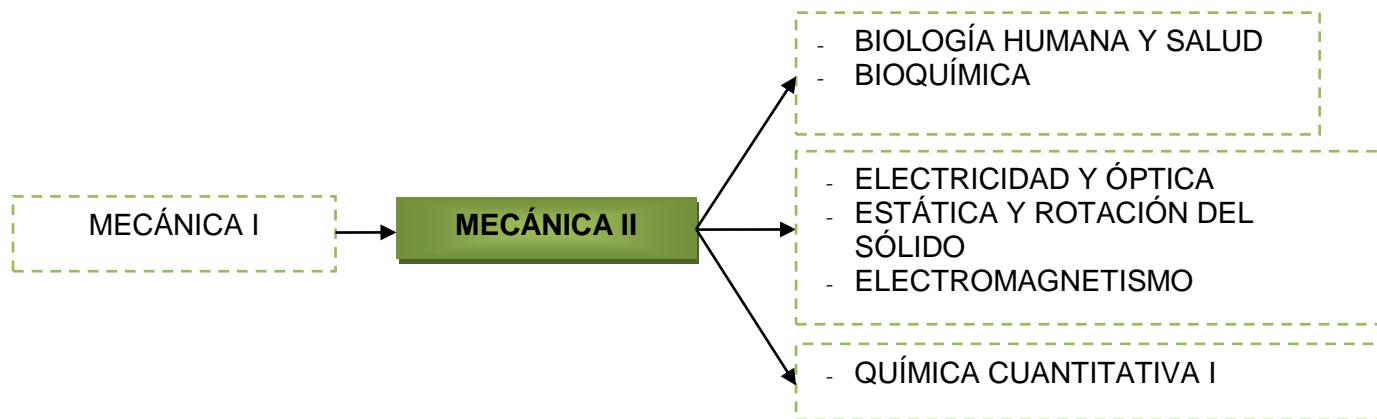 MECÁNICA I
MECÁNICA II
- BIOLOGÍA HUMANA Y SALUD
- BIOQUÍMICA
- ELECTRICIDAD Y ÓPTICA
- ESTÁTICA Y ROTACIÓN DEL
SÓLIDO
- ELECTROMAGNETISMO
- QUÍMICA CUANTITATIVA I